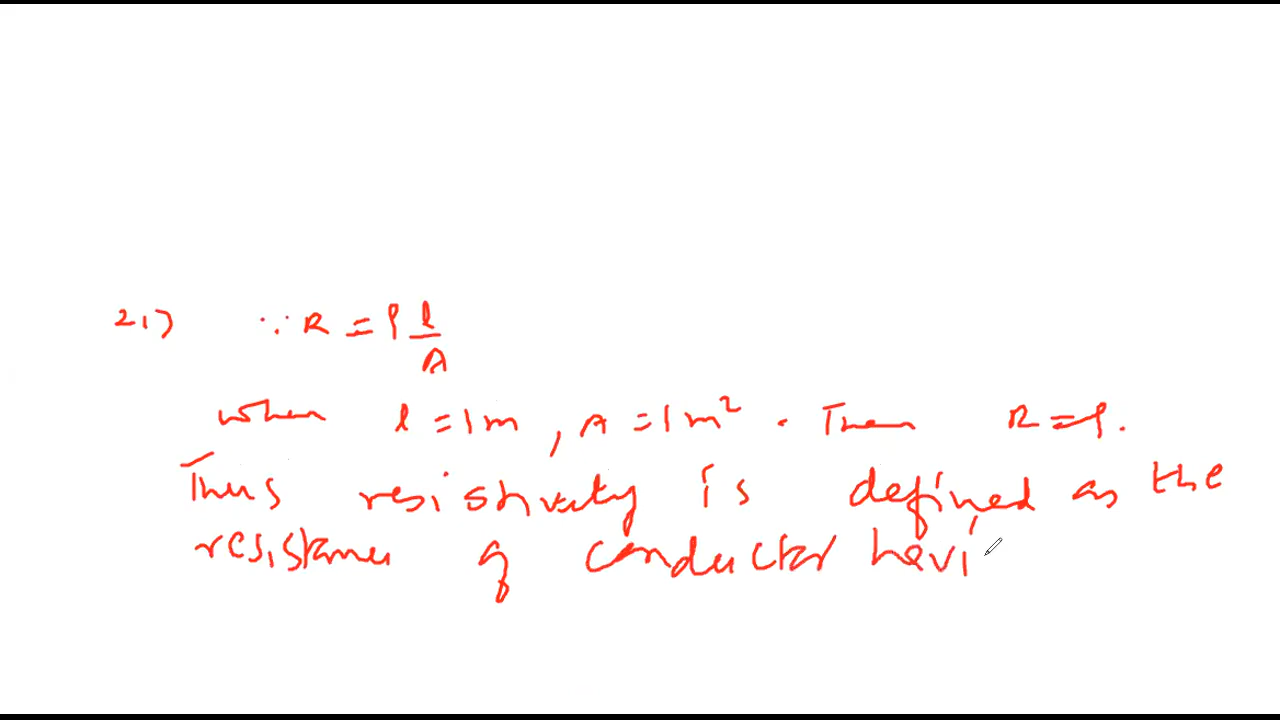 21) ∵ R = ρ l/A
when l = 1m, A = 1m². Then R = ρ.
Thus resistivity is defined as the
resistance of conductor havi